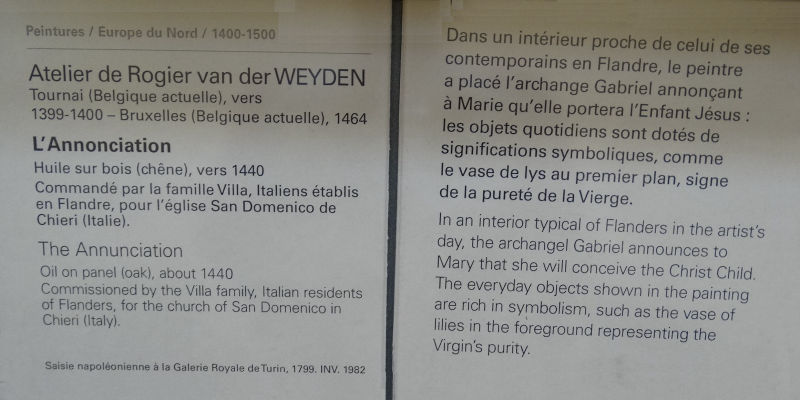 Peintures / Europe du Nord / 1400-1500
Atelier de Rogier van der WEYDEN
Tournai (Belgique actuelle), vers
1399-1400 – Bruxelles (Belgique actuelle), 1464
L'Annonciation
Huile sur bois (chêne), vers 1440
Commandé par la famille Villa, Italiens établis
en Flandre, pour l'église San Domenico de
Chieri (Italie).
The Annunciation
Oil on panel (oak), about 1440
Commissioned by the Villa family, Italian residents
of Flanders, for the church of San Domenico in
Chieri (Italy).
Saisie napoléonienne à la Galerie Royale de Turin, 1799. INV. 1982
Dans un intérieur proche de celui de ses
contemporains en Flandre, le peintre
a placé l'archange Gabriel annonçant
à Marie qu'elle portera l'Enfant Jésus :
les objets quotidiens sont dotés de
significations symboliques, comme
le vase de lys au premier plan, signe
de la pureté de la Vierge.
In an interior typical of Flanders in the artist's
day, the archangel Gabriel announces to
Mary that she will conceive the Christ Child.
The everyday objects shown in the painting
are rich in symbolism, such as the vase of
lilies in the foreground representing the
Virgin's purity.